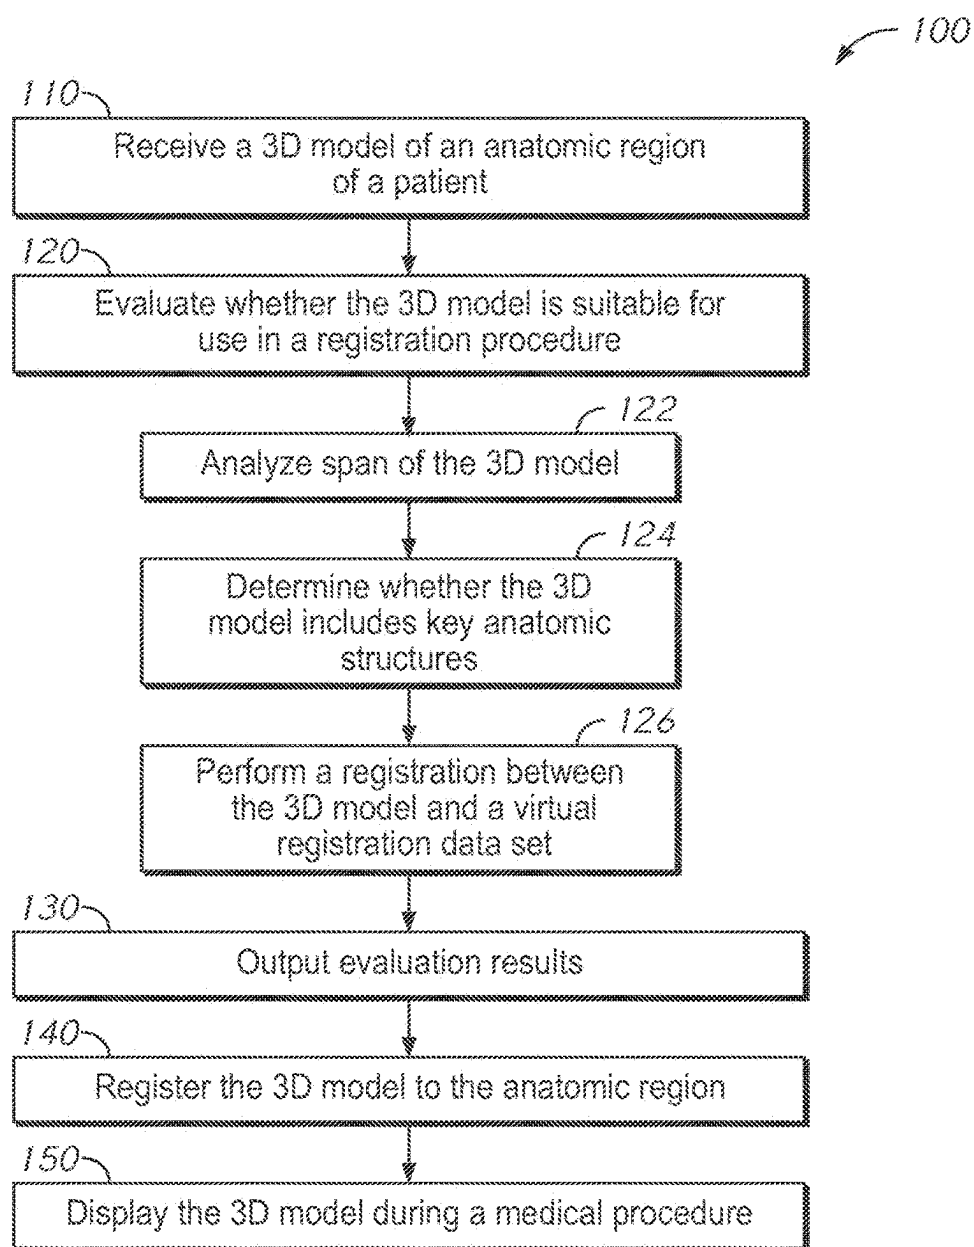 100
110
Receive a 3D model of an anatomic region
of a patient
120
Evaluate whether the 3D model is suitable for
use in a registration procedure
122
Analyze span of the 3D model
124
Determine whether the 3D
model includes key anatomic
structures
126
Perform a registration between
the 3D model and a virtual
registration data set
130
Output evaluation results
140
Register the 3D model to the anatomic region
150
Display the 3D model during a medical procedure